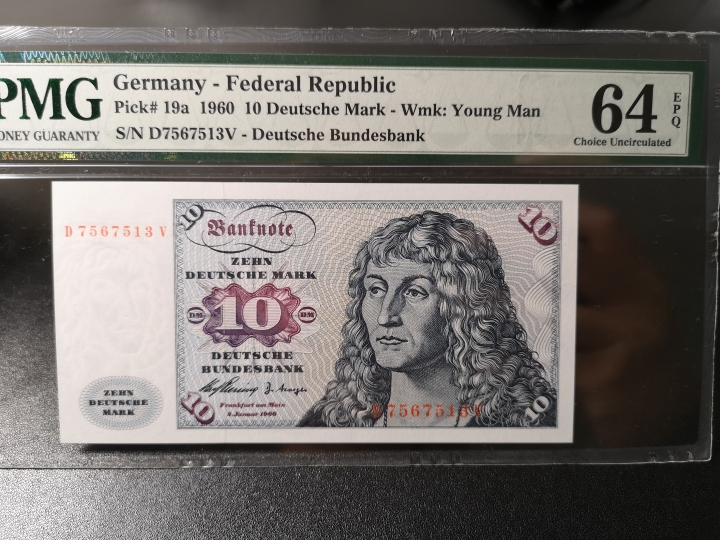 PMG
MONEY GUARANTY
Germany - Federal Republic
Pick# 19a 1960 10 Deutsche Mark - Wmk: Young Man
S/N D7567513V - Deutsche Bundesbank
64
EPQ
Choice Uncirculated
D 7567513 V
10
Banknote
10
ZEHN
DEUTSCHE MARK
DM 10 DM
DEUTSCHE
BUNDESBANK
Frankfurt am Main
2. Januar 1960
ZEHN
DEUTSCHE
MARK
10
D 7567513 V
10